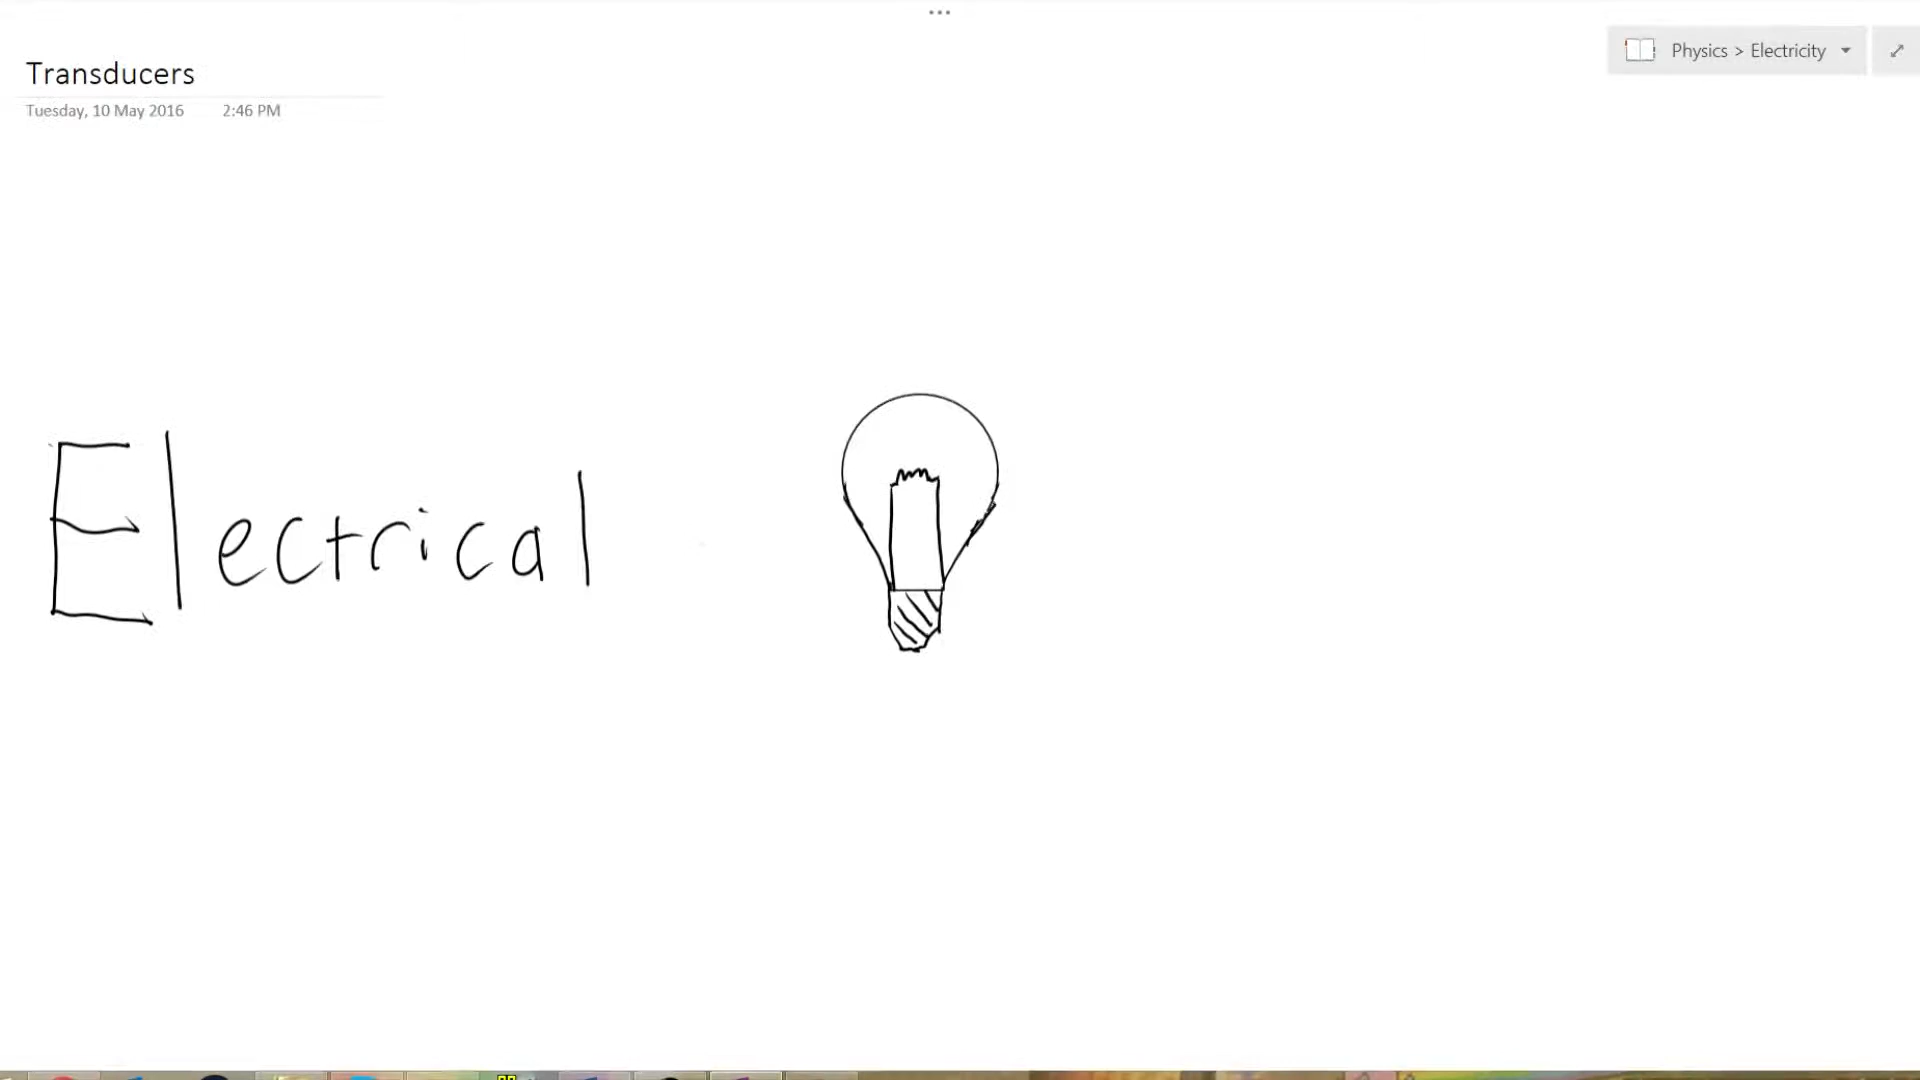 Transducers
Tuesday, 10 May 2016 2:46 PM
Physics > Electricity
Electrical